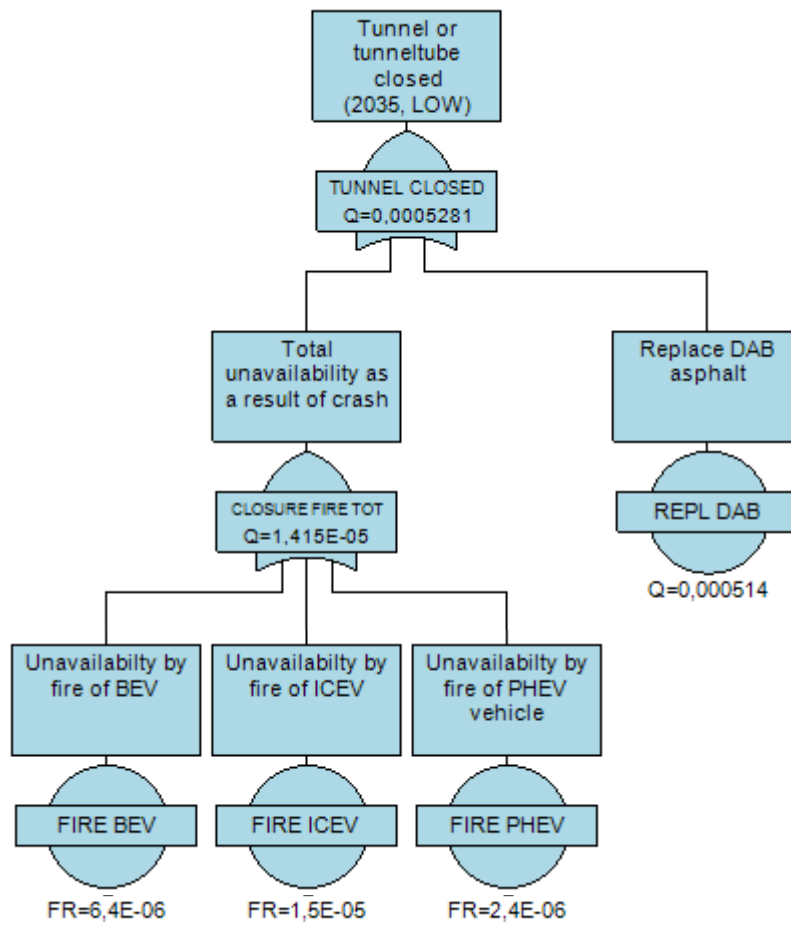 Tunnel or
tunneltube
closed
(2035, LOW)
TUNNEL CLOSED
Q=0,0005281
Total
unavailability as
a result of crash
Replace DAB
asphalt
CLOSURE FIRE TOT
Q=1,415E-05
REPL DAB
Q=0,000514
Unavailabilty by
fire of BEV
Unavailabilty by
fire of ICEV
Unavailabilty by
fire of PHEV
vehicle
FIRE BEV
FIRE ICEV
FIRE PHEV
FR=6,4E-06
FR=1,5E-05
FR=2,4E-06